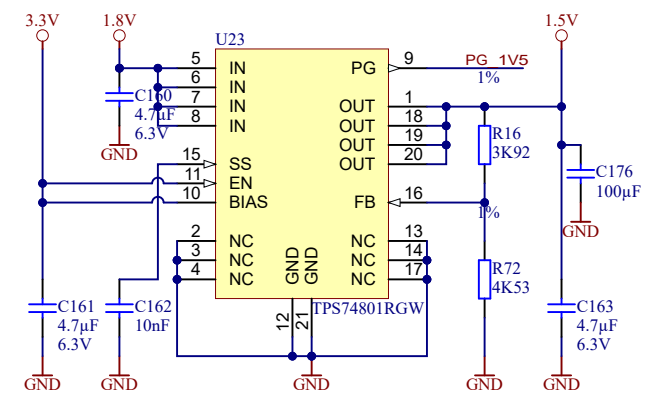 3.3V 1.8V 1.5V
U23
5 IN PG 9 PG_1V5
6 IN 1%
7 IN OUT 1
8 IN OUT 18
OUT 19
OUT 20
C160
4.7µF
6.3V
GND
R16
3K92
15 SS
11 EN
10 BIAS FB 16
1%
C176
100µF
GND
2 NC NC 13
3 NC NC 14
4 NC NC 17
GND GND
12 21
TPS74801RGW
R72
4K53
C161
4.7µF
6.3V
C162
10nF
C163
4.7µF
6.3V
GND GND GND GND GND